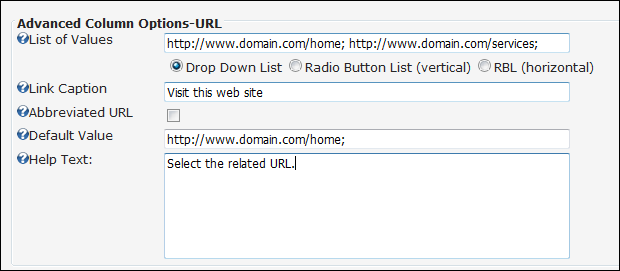 Advanced Column Options-URL
List of Values http://www.domain.com/home; http://www.domain.com/services;
Drop Down List Radio Button List (vertical) RBL (horizontal)
Link Caption Visit this web site
Abbreviated URL
Default Value http://www.domain.com/home;
Help Text: Select the related URL.